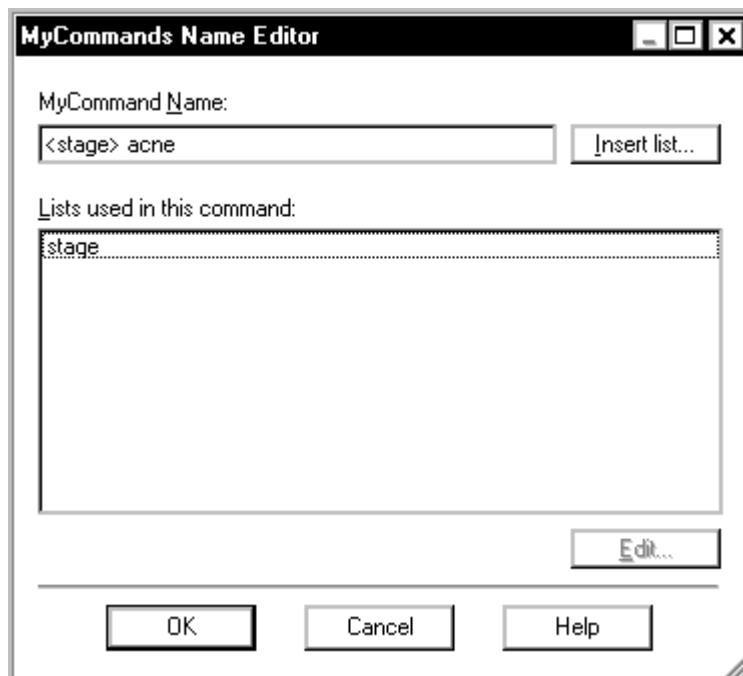 MyCommands Name Editor
MyCommand Name:
<stage> acne
Insert list...
Lists used in this command:
stage
Edit...
OK Cancel Help